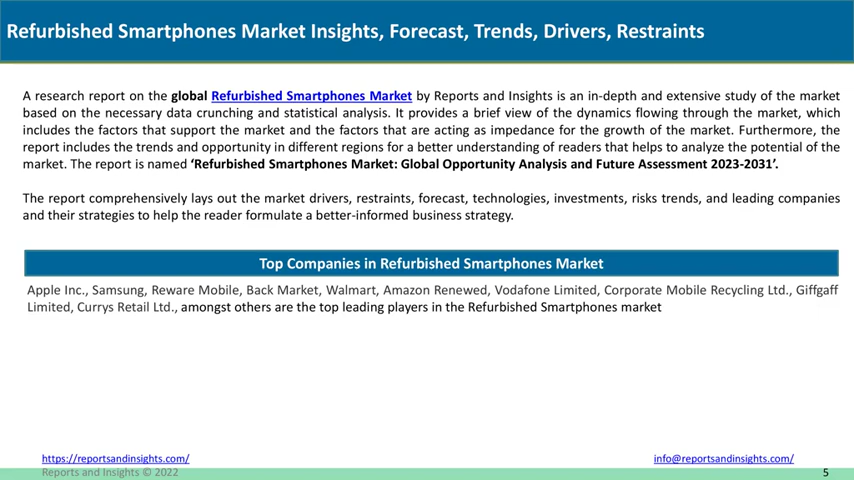 Refurbished Smartphones Market Insights, Forecast, Trends, Drivers, Restraints
A research report on the global Refurbished Smartphones Market by Reports and Insights is an in-depth and extensive study of the market
based on the necessary data crunching and statistical analysis. It provides a brief view of the dynamics flowing through the market, which
includes the factors that support the market and the factors that are acting as impedance for the growth of the market. Furthermore, the
report includes the trends and opportunity in different regions for a better understanding of readers that helps to analyze the potential of the
market. The report is named ‘Refurbished Smartphones Market: Global Opportunity Analysis and Future Assessment 2023-2031’.
The report comprehensively lays out the market drivers, restraints, forecast, technologies, investments, risks trends, and leading companies
and their strategies to help the reader formulate a better-informed business strategy.
Top Companies in Refurbished Smartphones Market
Apple Inc., Samsung, Reware Mobile, Back Market, Walmart, Amazon Renewed, Vodafone Limited, Corporate Mobile Recycling Ltd., Giffgaff
Limited, Currys Retail Ltd., amongst others are the top leading players in the Refurbished Smartphones market
https://reportsandinsights.com/ info@reportsandinsights.com/
Reports and Insights © 2022 5